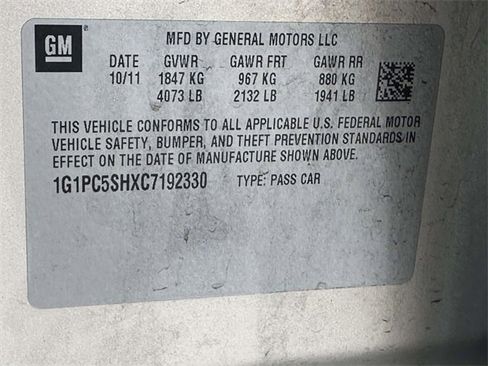 GM
MFD BY GENERAL MOTORS LLC
DATE GVWR GAWR FRT GAWR RR
10/11 1847 KG 967 KG 880 KG
4073 LB 2132 LB 1941 LB
THIS VEHICLE CONFORMS TO ALL APPLICABLE U.S. FEDERAL MOTOR
VEHICLE SAFETY, BUMPER, AND THEFT PREVENTION STANDARDS IN
EFFECT ON THE DATE OF MANUFACTURE SHOWN ABOVE.
1G1PC5SHXC7192330 TYPE: PASS CAR